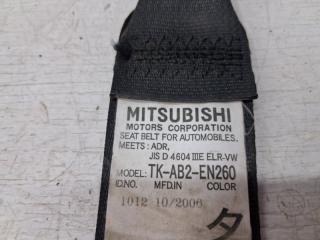 MITSUBISHI
MOTORS CORPORATION
SEAT BELT FOR AUTOMOBILES.
MEETS: ADR,
JIS D 4604 IIIE ELR-VW
MODEL: TK-AB2-EN260
ID.NO. MFD.IN COLOR
1012 10/2006
タ